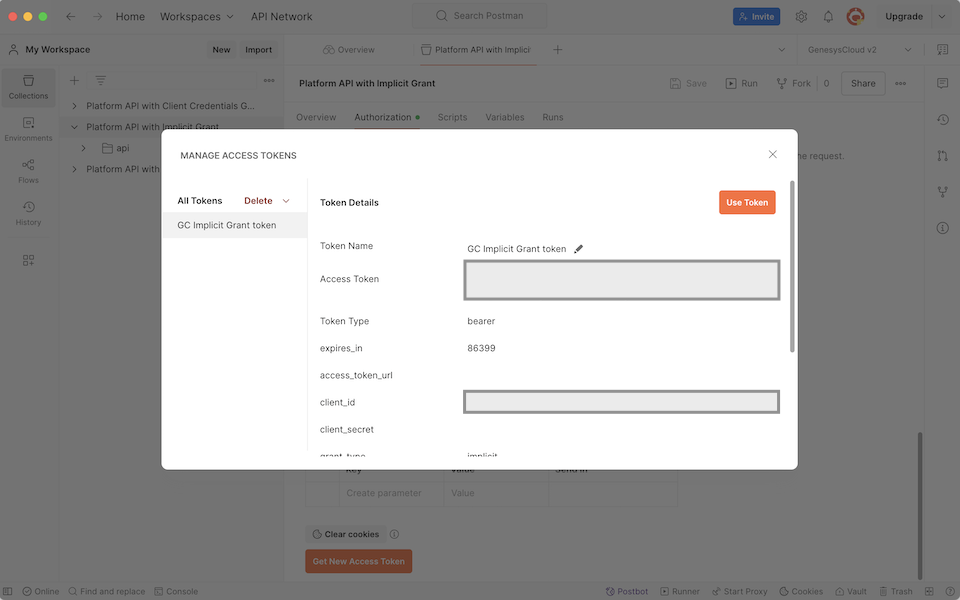 Home
Workspaces
API Network
Search Postman
Invite
Upgrade
My Workspace
New
Import
Overview
Platform API with Implici
GenesysCloud v2
Collections
Environments
Flows
History
Platform API with Client Credentials G...
Platform API with Implicit Grant
api
Platform API with
Platform API with Implicit Grant
Save
Run
Fork
0
Share
Overview
Authorization
Scripts
Variables
Runs
he request.
MANAGE ACCESS TOKENS
All Tokens
Delete
GC Implicit Grant token
Token Details
Use Token
Token Name
GC Implicit Grant token
Access Token
Token Type
bearer
expires_in
86399
access_token_url
client_id
client_secret
grant_type
implicit
Key
Value
Send in
Create parameter
Value
Clear cookies
Get New Access Token
Online
Find and replace
Console
Postbot
Runner
Start Proxy
Cookies
Vault
Trash